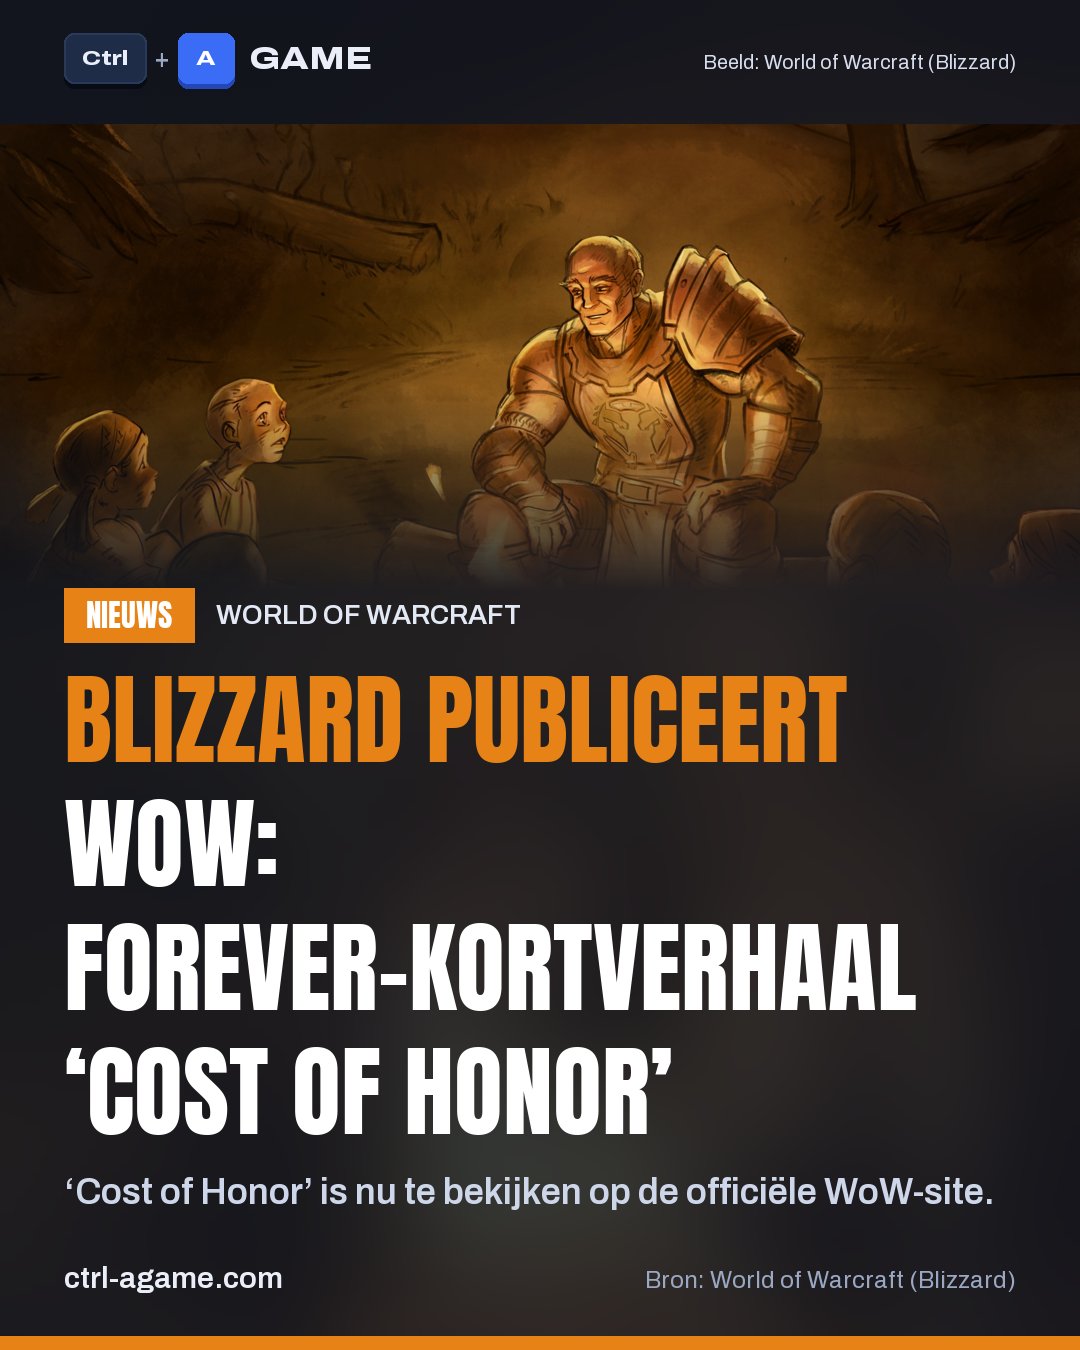 Ctrl + A GAME
Beeld: World of Warcraft (Blizzard)
NIEUWS WORLD OF WARCRAFT
BLIZZARD PUBLICEERT
WOW:
FOREVER-KORTVERHAAL
‘COST OF HONOR’
‘Cost of Honor’ is nu te bekijken op de officiële WoW-site.
ctrl-agame.com
Bron: World of Warcraft (Blizzard)